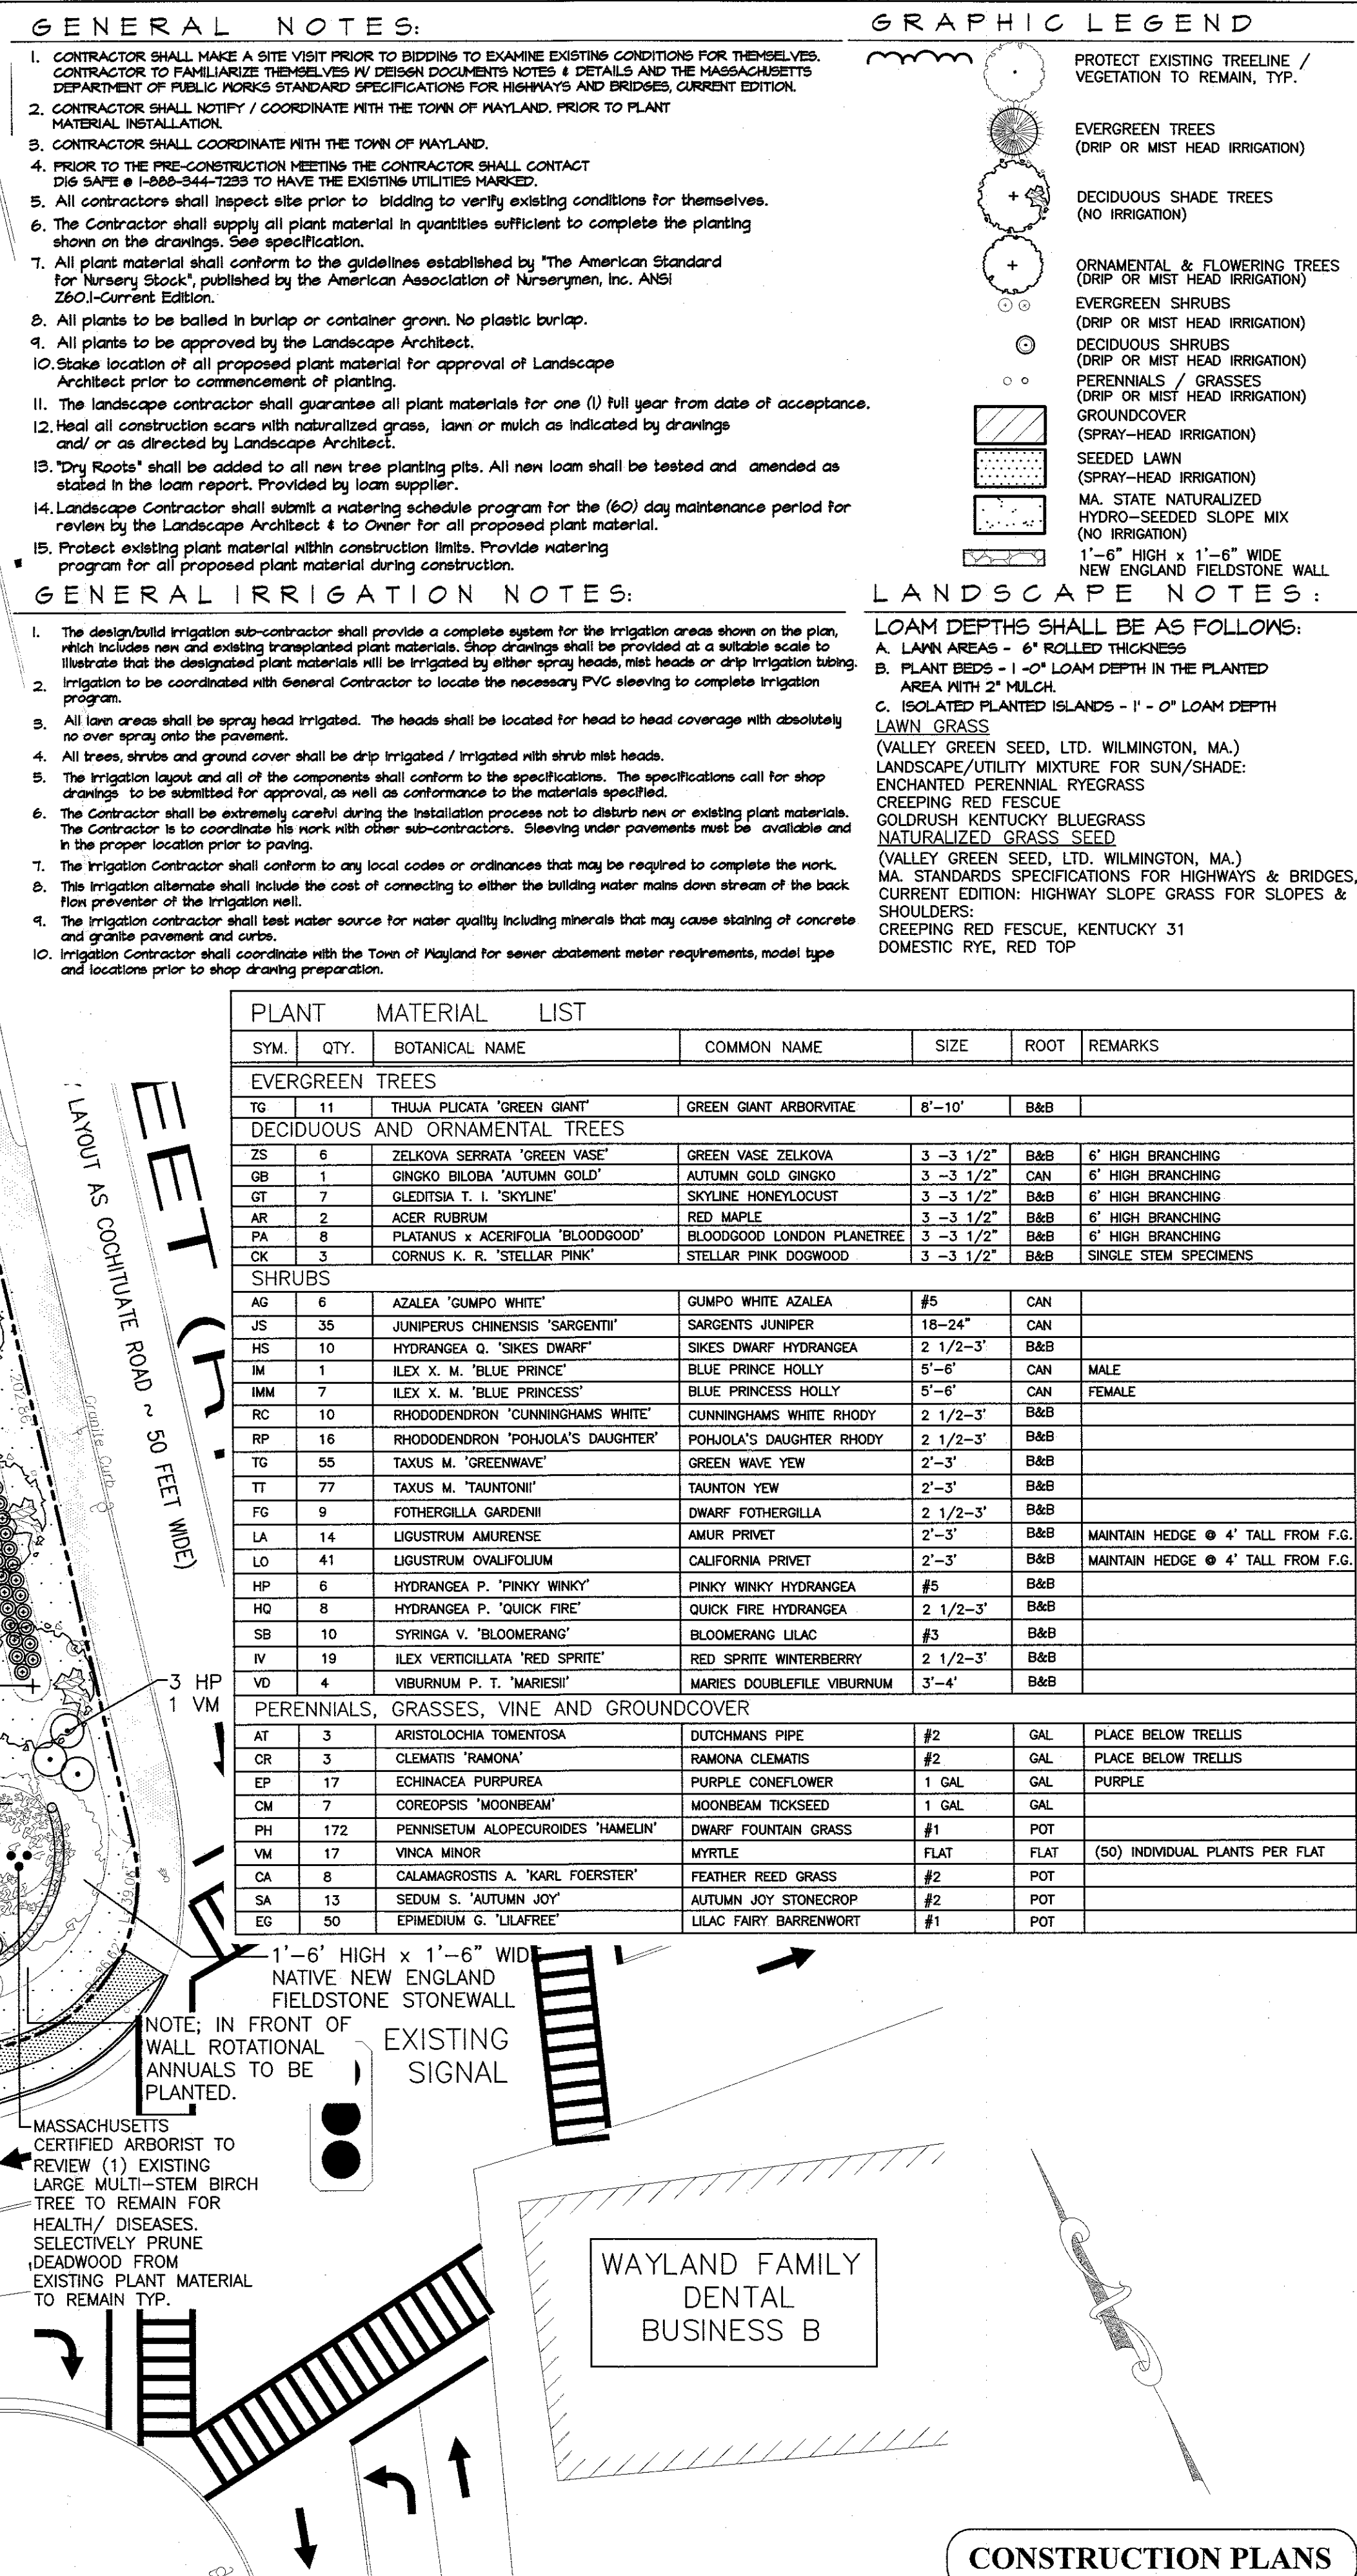 GENERAL NOTES:
1. CONTRACTOR SHALL MAKE A SITE VISIT PRIOR TO BIDDING TO EXAMINE EXISTING CONDITIONS FOR THEMSELVES.
CONTRACTOR TO FAMILIARIZE THEMSELVES W/ DEISGN DOCUMENTS NOTES & DETAILS AND THE MASSACHUSETTS
DEPARTMENT OF PUBLIC WORKS STANDARD SPECIFICATIONS FOR HIGHWAYS AND BRIDGES, CURRENT EDITION.
2. CONTRACTOR SHALL NOTIFY / COORDINATE WITH THE TOWN OF WAYLAND. PRIOR TO PLANT
MATERIAL INSTALLATION.
3. CONTRACTOR SHALL COORDINATE WITH THE TOWN OF WAYLAND.
4. PRIOR TO THE PRE-CONSTRUCTION MEETING THE CONTRACTOR SHALL CONTACT
DIG SAFE @ 1-888-344-7233 TO HAVE THE EXISTING UTILITIES MARKED.
5. All contractors shall inspect site prior to bidding to verify existing conditions for themselves.
6. The Contractor shall supply all plant material in quantities sufficient to complete the planting
shown on the drawings. See specification.
7. All plant material shall conform to the guidelines established by "The American Standard
for Nursery Stock", published by the American Association of Nurserymen, Inc. ANSI
Z60.1-Current Edition.
8. All plants to be balled in burlap or container grown. No plastic burlap.
9. All plants to be approved by the Landscape Architect.
10. Stake location of all proposed plant material for approval of Landscape
Architect prior to commencement of planting.
11. The landscape contractor shall guarantee all plant materials for one (1) full year from date of acceptance.
12. Heal all construction scars with naturalized grass, lawn or mulch as indicated by drawings
and/ or as directed by Landscape Architect.
13. "Dry Roots" shall be added to all new tree planting pits. All new loam shall be tested and amended as
stated in the loam report. Provided by loam supplier.
14. Landscape Contractor shall submit a watering schedule program for the (60) day maintenance period for
review by the Landscape Architect & to Owner for all proposed plant material.
15. Protect existing plant material within construction limits. Provide watering
program for all proposed plant material during construction.
GRAPHIC LEGEND
PROTECT EXISTING TREELINE /
VEGETATION TO REMAIN, TYP.
EVERGREEN TREES
(DRIP OR MIST HEAD IRRIGATION)
DECIDUOUS SHADE TREES
(NO IRRIGATION)
ORNAMENTAL & FLOWERING TREES
(DRIP OR MIST HEAD IRRIGATION)
EVERGREEN SHRUBS
(DRIP OR MIST HEAD IRRIGATION)
DECIDUOUS SHRUBS
(DRIP OR MIST HEAD IRRIGATION)
PERENNIALS / GRASSES
(DRIP OR MIST HEAD IRRIGATION)
GROUNDCOVER
(SPRAY-HEAD IRRIGATION)
SEEDED LAWN
(SPRAY-HEAD IRRIGATION)
MA. STATE NATURALIZED
HYDRO-SEEDED SLOPE MIX
(NO IRRIGATION)
1'-6" HIGH x 1'-6" WIDE
NEW ENGLAND FIELDSTONE WALL
GENERAL IRRIGATION NOTES:
1. The design/build irrigation sub-contractor shall provide a complete system for the irrigation areas shown on the plan,
which includes new and existing transplanted plant materials. Shop drawings shall be provided at a suitable scale to
illustrate that the designated plant materials will be irrigated by either spray heads, mist heads or drip irrigation tubing.
2. Irrigation to be coordinated with General Contractor to locate the necessary PVC sleeving to complete irrigation
program.
3. All lawn areas shall be spray head irrigated. The heads shall be located for head to head coverage with absolutely
no over spray onto the pavement.
4. All trees, shrubs and ground cover shall be drip irrigated / irrigated with shrub mist heads.
5. The irrigation layout and all of the components shall conform to the specifications. The specifications call for shop
drawings to be submitted for approval, as well as conformance to the materials specified.
6. The Contractor shall be extremely careful during the installation process not to disturb new or existing plant materials.
The Contractor is to coordinate his work with other sub-contractors. Sleeving under pavements must be available and
in the proper location prior to paving.
7. The Irrigation Contractor shall conform to any local codes or ordinances that may be required to complete the work.
8. This irrigation alternate shall include the cost of connecting to either the building water mains down stream of the back
flow preventer of the irrigation well.
9. The irrigation contractor shall test water source for water quality including minerals that may cause staining of concrete
and granite pavement and curbs.
10. Irrigation Contractor shall coordinate with the Town of Wayland for sewer abatement meter requirements, model type
and locations prior to shop drawing preparation.
LANDSCAPE NOTES:
LOAM DEPTHS SHALL BE AS FOLLOWS:
A. LAWN AREAS - 6" ROLLED THICKNESS
B. PLANT BEDS - 1 -0" LOAM DEPTH IN THE PLANTED
AREA WITH 2" MULCH.
C. ISOLATED PLANTED ISLANDS - 1' - 0" LOAM DEPTH
LAWN GRASS
(VALLEY GREEN SEED, LTD. WILMINGTON, MA.)
LANDSCAPE/UTILITY MIXTURE FOR SUN/SHADE:
ENCHANTED PERENNIAL RYEGRASS
CREEPING RED FESCUE
GOLDRUSH KENTUCKY BLUEGRASS
NATURALIZED GRASS SEED
(VALLEY GREEN SEED, LTD. WILMINGTON, MA.)
MA. STANDARDS SPECIFICATIONS FOR HIGHWAYS & BRIDGES,
CURRENT EDITION: HIGHWAY SLOPE GRASS FOR SLOPES &
SHOULDERS:
CREEPING RED FESCUE, KENTUCKY 31
DOMESTIC RYE, RED TOP
PLANT MATERIAL LIST
SYM. QTY. BOTANICAL NAME COMMON NAME SIZE ROOT REMARKS
EVERGREEN TREES
TG 11 THUJA PLICATA 'GREEN GIANT' GREEN GIANT ARBORVITAE 8'-10' B&B
DECIDUOUS AND ORNAMENTAL TREES
ZS 6 ZELKOVA SERRATA 'GREEN VASE' GREEN VASE ZELKOVA 3 -3 1/2" B&B 6' HIGH BRANCHING
GB 1 GINGKO BILOBA 'AUTUMN GOLD' AUTUMN GOLD GINGKO 3 -3 1/2" CAN 6' HIGH BRANCHING
GT 7 GLEDITSIA T. I. 'SKYLINE' SKYLINE HONEYLOCUST 3 -3 1/2" B&B 6' HIGH BRANCHING
AR 2 ACER RUBRUM RED MAPLE 3 -3 1/2" B&B 6' HIGH BRANCHING
PA 8 PLATANUS x ACERIFOLIA 'BLOODGOOD' BLOODGOOD LONDON PLANETREE 3 -3 1/2" B&B 6' HIGH BRANCHING
CK 3 CORNUS K. R. 'STELLAR PINK' STELLAR PINK DOGWOOD 3 -3 1/2" B&B SINGLE STEM SPECIMENS
SHRUBS
AG 6 AZALEA 'GUMPO WHITE' GUMPO WHITE AZALEA #5 CAN
JS 35 JUNIPERUS CHINENSIS 'SARGENTII' SARGENTS JUNIPER 18-24" CAN
HS 10 HYDRANGEA Q. 'SIKES DWARF' SIKES DWARF HYDRANGEA 2 1/2-3' B&B
IM 1 ILEX X. M. 'BLUE PRINCE' BLUE PRINCE HOLLY 5'-6' CAN MALE
IMM 7 ILEX X. M. 'BLUE PRINCESS' BLUE PRINCESS HOLLY 5'-6' CAN FEMALE
RC 10 RHODODENDRON 'CUNNINGHAMS WHITE' CUNNINGHAMS WHITE RHODY 2 1/2-3' B&B
RP 16 RHODODENDRON 'POHJOLA'S DAUGHTER' POHJOLA'S DAUGHTER RHODY 2 1/2-3' B&B
TG 55 TAXUS M. 'GREENWAVE' GREEN WAVE YEW 2'-3' B&B
TT 77 TAXUS M. 'TAUNTONII' TAUNTON YEW 2'-3' B&B
FG 9 FOTHERGILLA GARDENII DWARF FOTHERGILLA 2 1/2-3' B&B
LA 14 LIGUSTRUM AMURENSE AMUR PRIVET 2'-3' B&B MAINTAIN HEDGE @ 4' TALL FROM F.G.
LO 41 LIGUSTRUM OVALIFOLIUM CALIFORNIA PRIVET 2'-3' B&B MAINTAIN HEDGE @ 4' TALL FROM F.G.
HP 6 HYDRANGEA P. 'PINKY WINKY' PINKY WINKY HYDRANGEA #5 B&B
HQ 8 HYDRANGEA P. 'QUICK FIRE' QUICK FIRE HYDRANGEA 2 1/2-3' B&B
SB 10 SYRINGA V. 'BLOOMERANG' BLOOMERANG LILAC #3 B&B
IV 19 ILEX VERTICILLATA 'RED SPRITE' RED SPRITE WINTERBERRY 2 1/2-3' B&B
VD 4 VIBURNUM P. T. 'MARIESII' MARIES DOUBLEFILE VIBURNUM 3'-4' B&B
PERENNIALS, GRASSES, VINE AND GROUNDCOVER
AT 3 ARISTOLOCHIA TOMENTOSA DUTCHMANS PIPE #2 GAL PLACE BELOW TRELLIS
CR 3 CLEMATIS 'RAMONA' RAMONA CLEMATIS #2 GAL PLACE BELOW TRELLIS
EP 17 ECHINACEA PURPUREA PURPLE CONEFLOWER 1 GAL GAL PURPLE
CM 7 COREOPSIS 'MOONBEAM' MOONBEAM TICKSEED 1 GAL GAL
PH 172 PENNISETUM ALOPECUROIDES 'HAMELIN' DWARF FOUNTAIN GRASS #1 POT
VM 17 VINCA MINOR MYRTLE FLAT FLAT (50) INDIVIDUAL PLANTS PER FLAT
CA 8 CALAMAGROSTIS A. 'KARL FOERSTER' FEATHER REED GRASS #2 POT
SA 13 SEDUM S. 'AUTUMN JOY' AUTUMN JOY STONECROP #2 POT
EG 50 EPIMEDIUM G. 'LILAFREE' LILAC FAIRY BARRENWORT #1 POT
EET (
LAYOUT AS COCHITUATE ROAD ~ 50 FEET WIDE)
202.86
Granite Curb
3 HP
1 VM
1'-6' HIGH x 1'-6" WIDE
NATIVE NEW ENGLAND
FIELDSTONE STONEWALL
NOTE; IN FRONT OF
WALL ROTATIONAL
ANNUALS TO BE
PLANTED.
EXISTING
SIGNAL
MASSACHUSETTS
CERTIFIED ARBORIST TO
REVIEW (1) EXISTING
LARGE MULTI-STEM BIRCH
TREE TO REMAIN FOR
HEALTH/ DISEASES.
SELECTIVELY PRUNE
DEADWOOD FROM
EXISTING PLANT MATERIAL
TO REMAIN TYP.
WAYLAND FAMILY
DENTAL
BUSINESS B
CONSTRUCTION PLANS